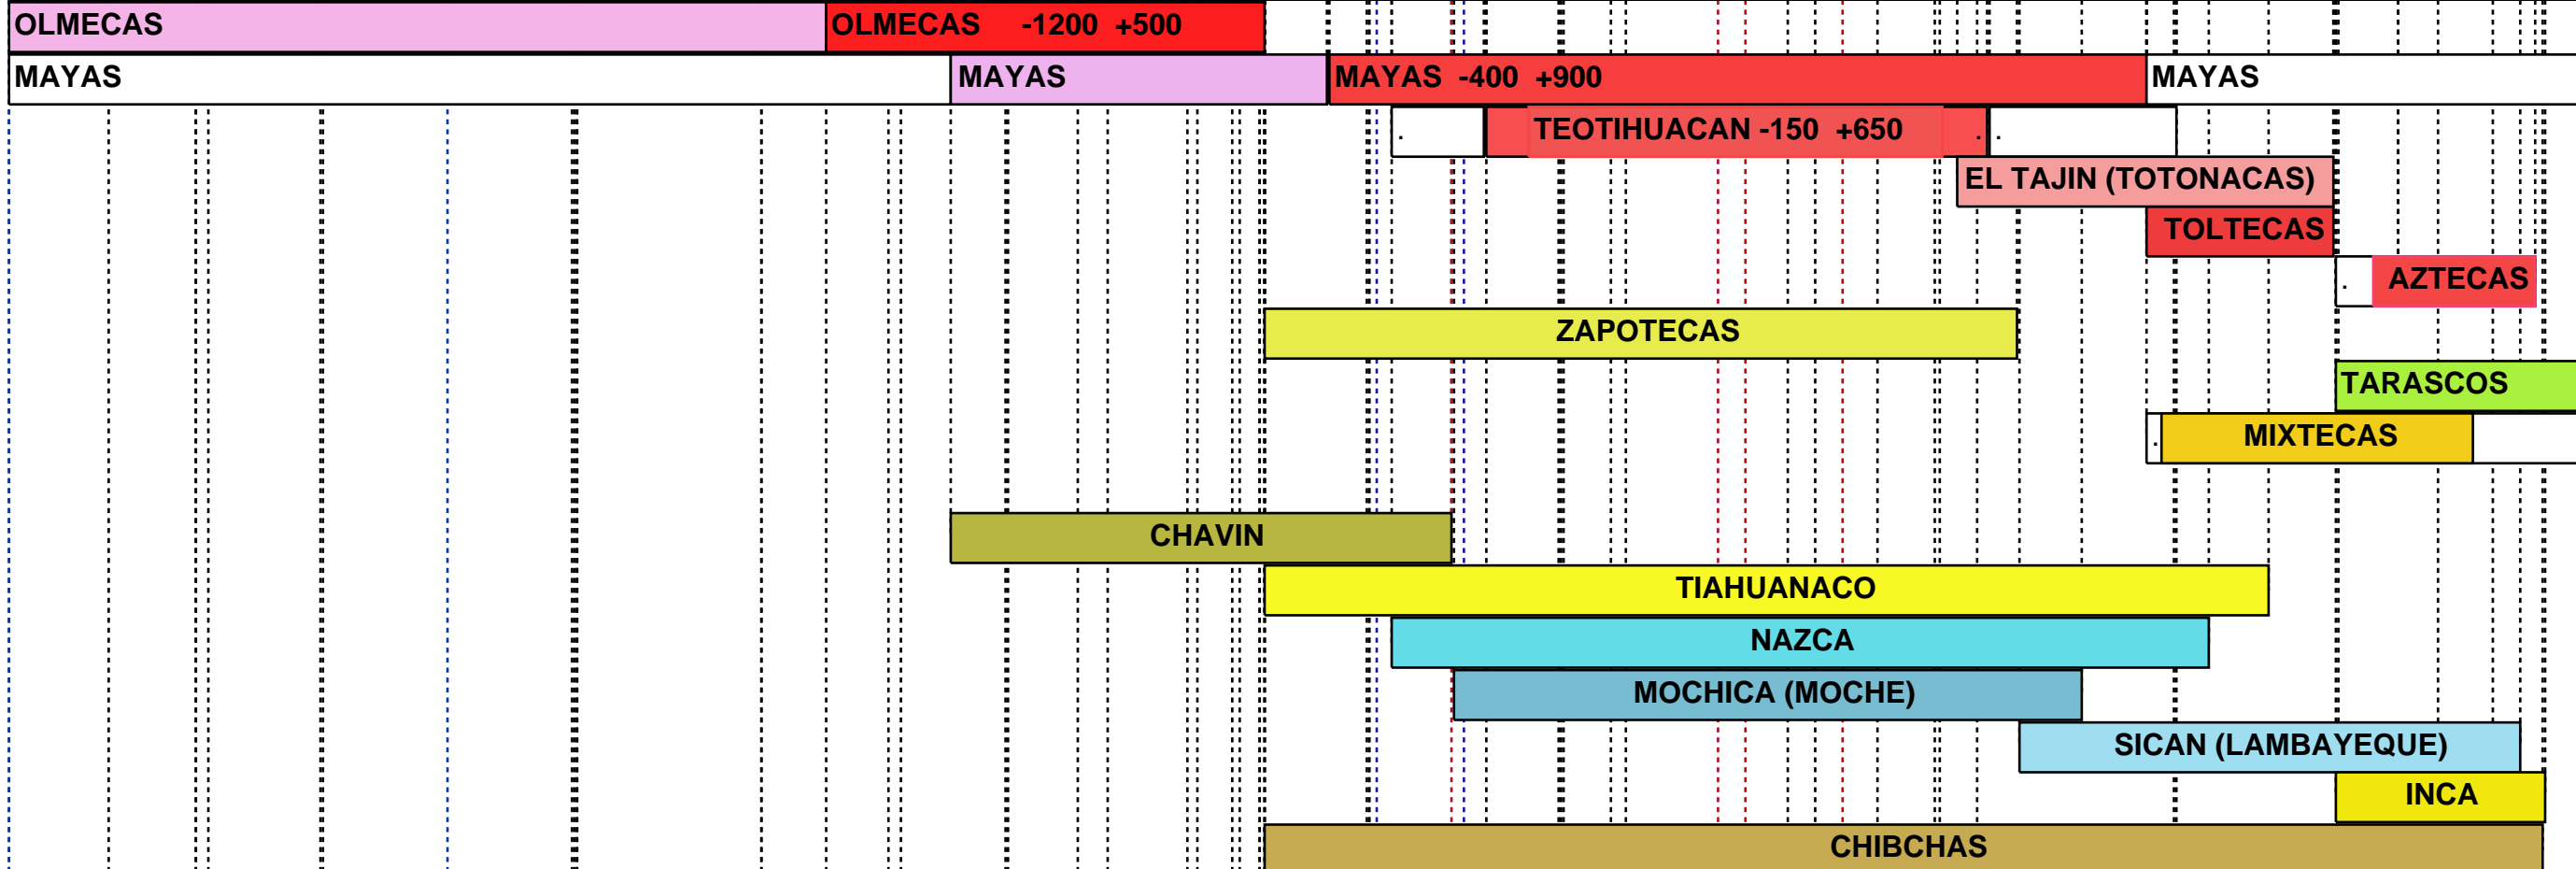 OLMECAS OLMECAS -1200 +500
MAYAS MAYAS MAYAS -400 +900 MAYAS
. TEOTIHUACAN -150 +650 . .
EL TAJIN (TOTONACAS)
TOLTECAS
. AZTECAS
ZAPOTECAS
TARASCOS
. MIXTECAS
CHAVIN
TIAHUANACO
NAZCA
MOCHICA (MOCHE)
SICAN (LAMBAYEQUE)
INCA
CHIBCHAS